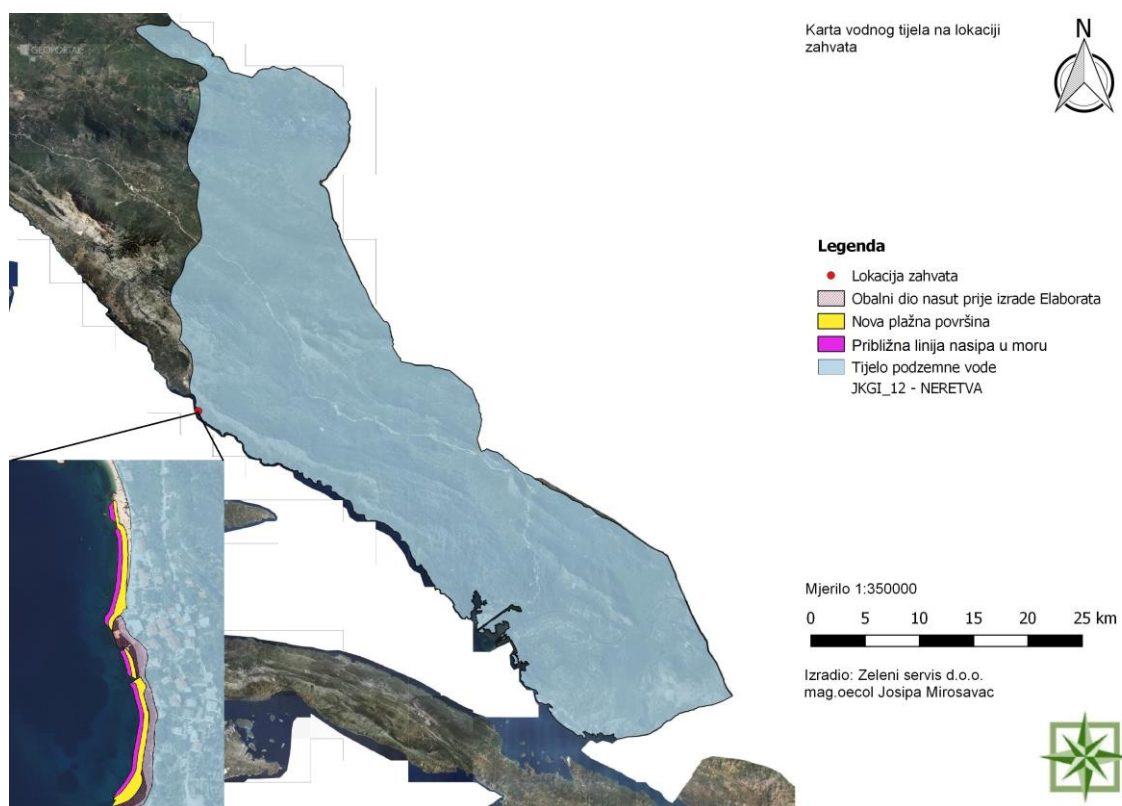 GEOPORTAL
Karta vodnog tijela na lokaciji
zahvata
N
Legenda
Lokacija zahvata
Obalni dio nasut prije izrade Elaborata
Nova plažna površina
Približna linija nasipa u moru
Tijelo podzemne vode
JKGI_12 - NERETVA
Mjerilo 1:350000
0 5 10 15 20 25 km
Izradio: Zeleni servis d.o.o.
mag.oecol Josipa Mirosavac